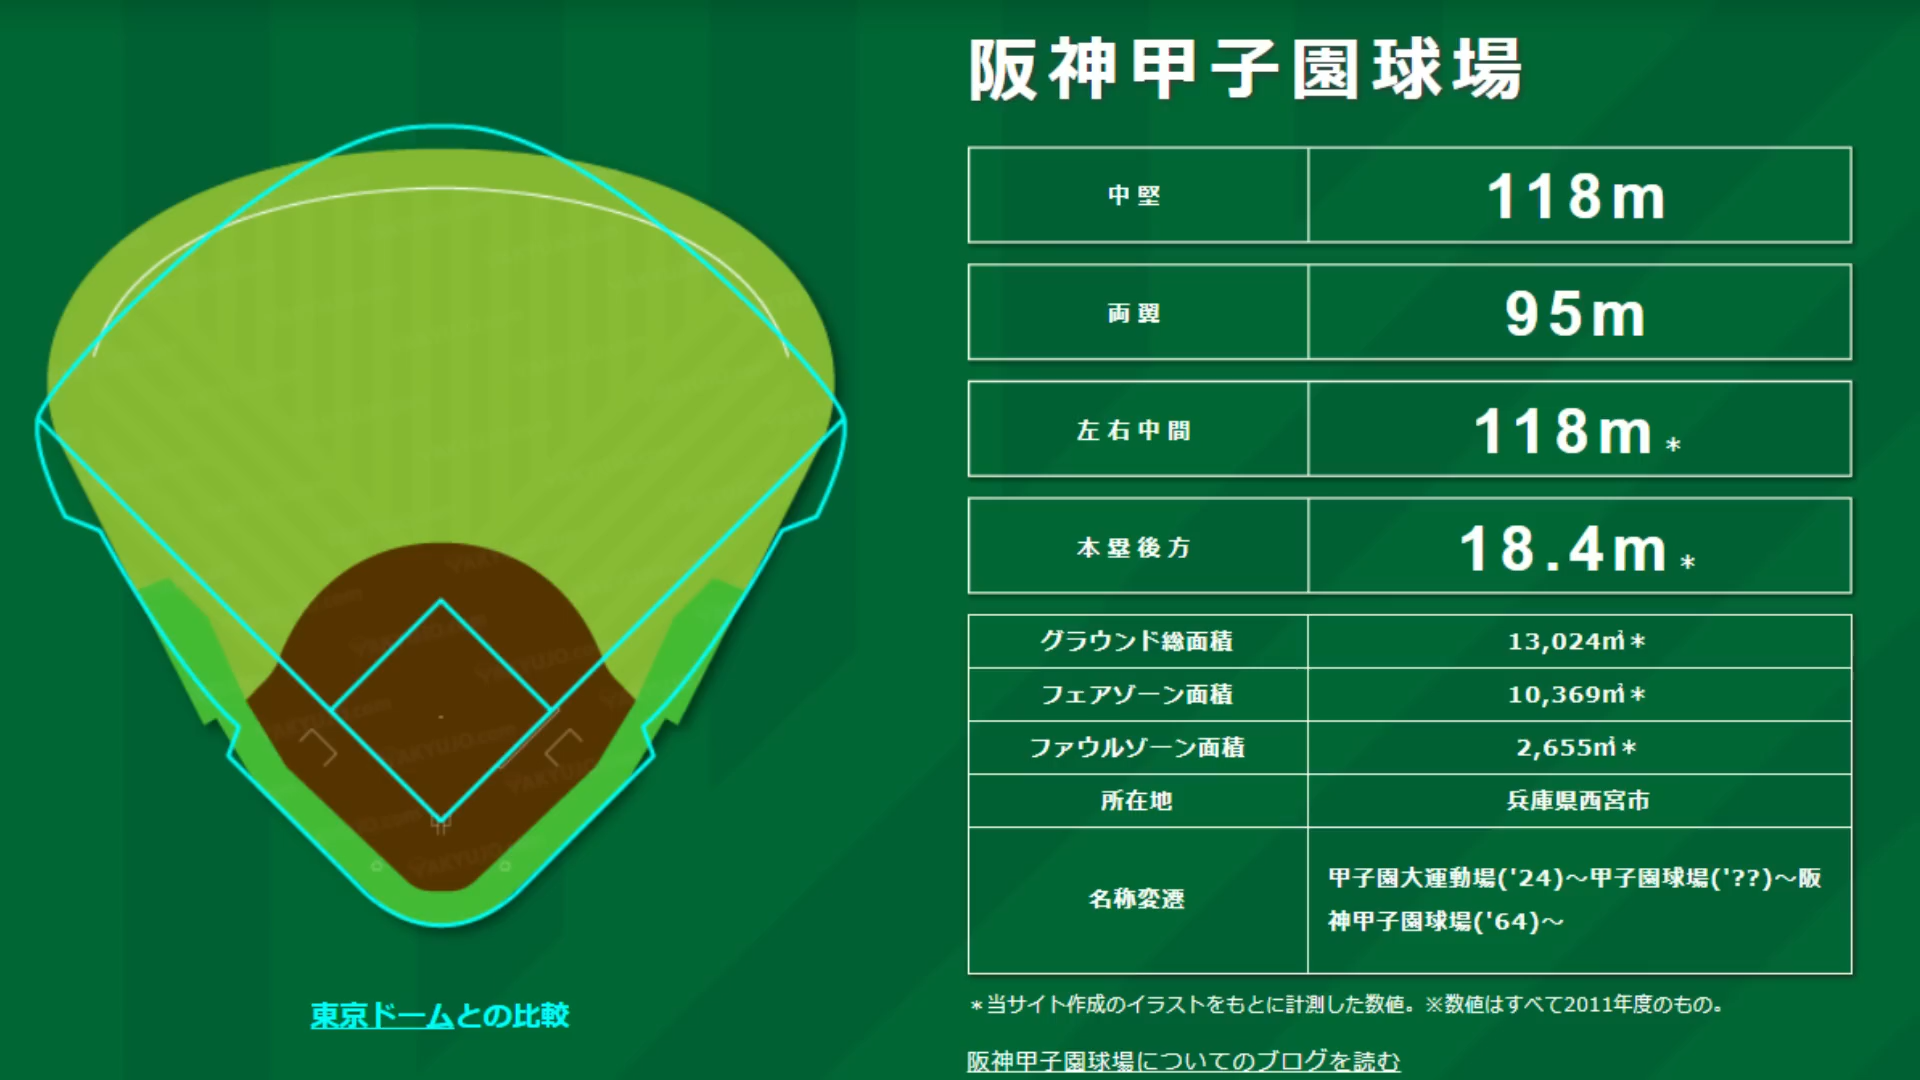 阪神甲子園球場
中堅 118m
両翼 95m
左右中間 118m*
本塁後方 18.4m*
グラウンド総面積 13,024㎡*
フェアゾーン面積 10,369㎡*
ファウルゾーン面積 2,655㎡*
所在地 兵庫県西宮市
名称変遷 甲子園大運動場('24)～甲子園球場('??)～阪
神甲子園球場('64)～
*当サイト作成のイラストをもとに計測した数値。※数値はすべて2011年度のもの。
阪神甲子園球場についてのブログを読む
東京ドームとの比較